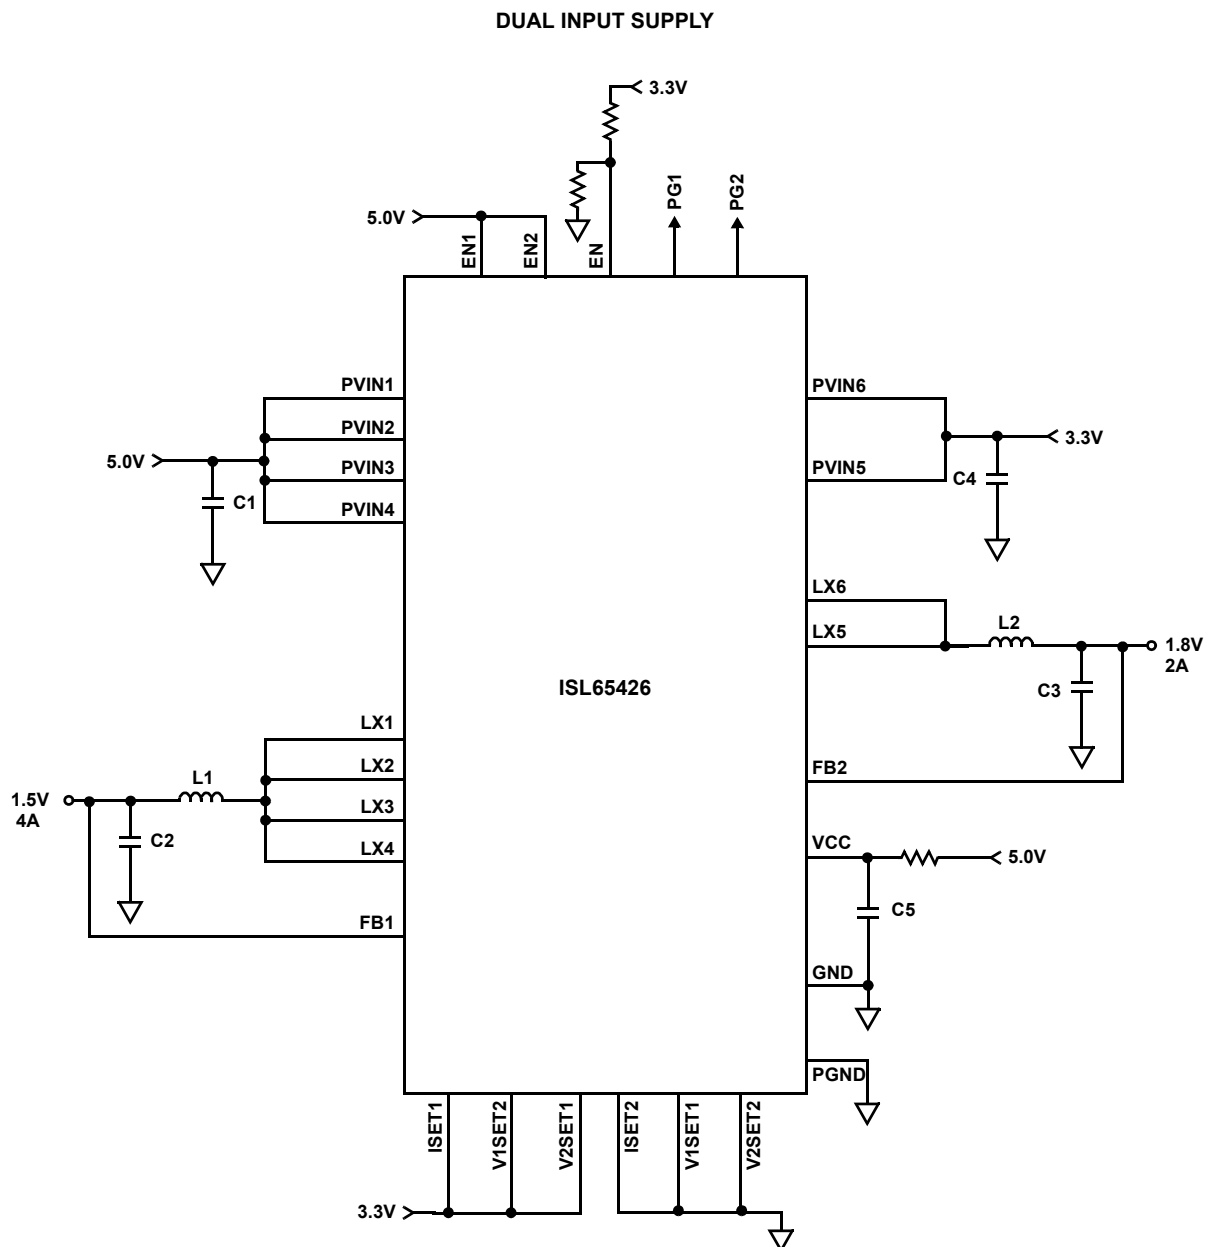 DUAL INPUT SUPPLY
3.3V
PG1
PG2
5.0V
EN1
EN2
EN
PVIN1
PVIN2
PVIN3
PVIN4
5.0V
C1
PVIN6
PVIN5
3.3V
C4
LX6
LX5
L2
1.8V
2A
C3
ISL65426
LX1
LX2
LX3
LX4
L1
1.5V
4A
C2
FB1
FB2
VCC
5.0V
C5
GND
PGND
ISET1
V1SET2
V2SET1
ISET2
V1SET1
V2SET2
3.3V